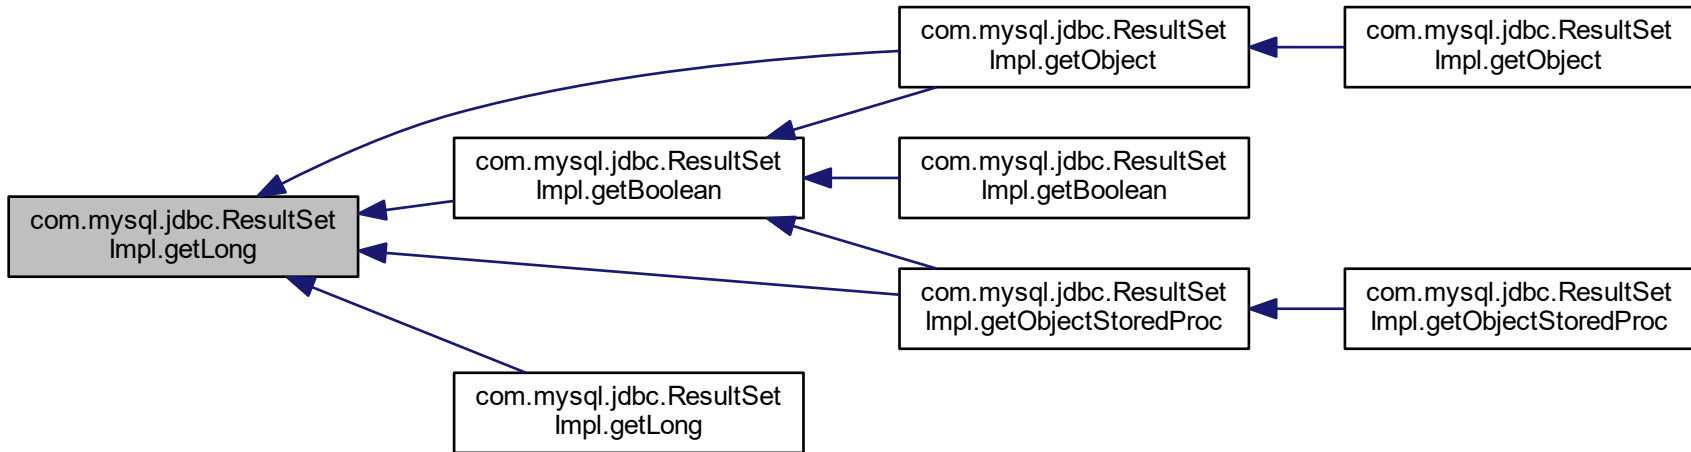 com.mysql.jdbc.ResultSet
Impl.getLong
com.mysql.jdbc.ResultSet
Impl.getBoolean
com.mysql.jdbc.ResultSet
Impl.getLong
com.mysql.jdbc.ResultSet
Impl.getObject
com.mysql.jdbc.ResultSet
Impl.getBoolean
com.mysql.jdbc.ResultSet
Impl.getObjectStoredProc
com.mysql.jdbc.ResultSet
Impl.getObject
com.mysql.jdbc.ResultSet
Impl.getObjectStoredProc